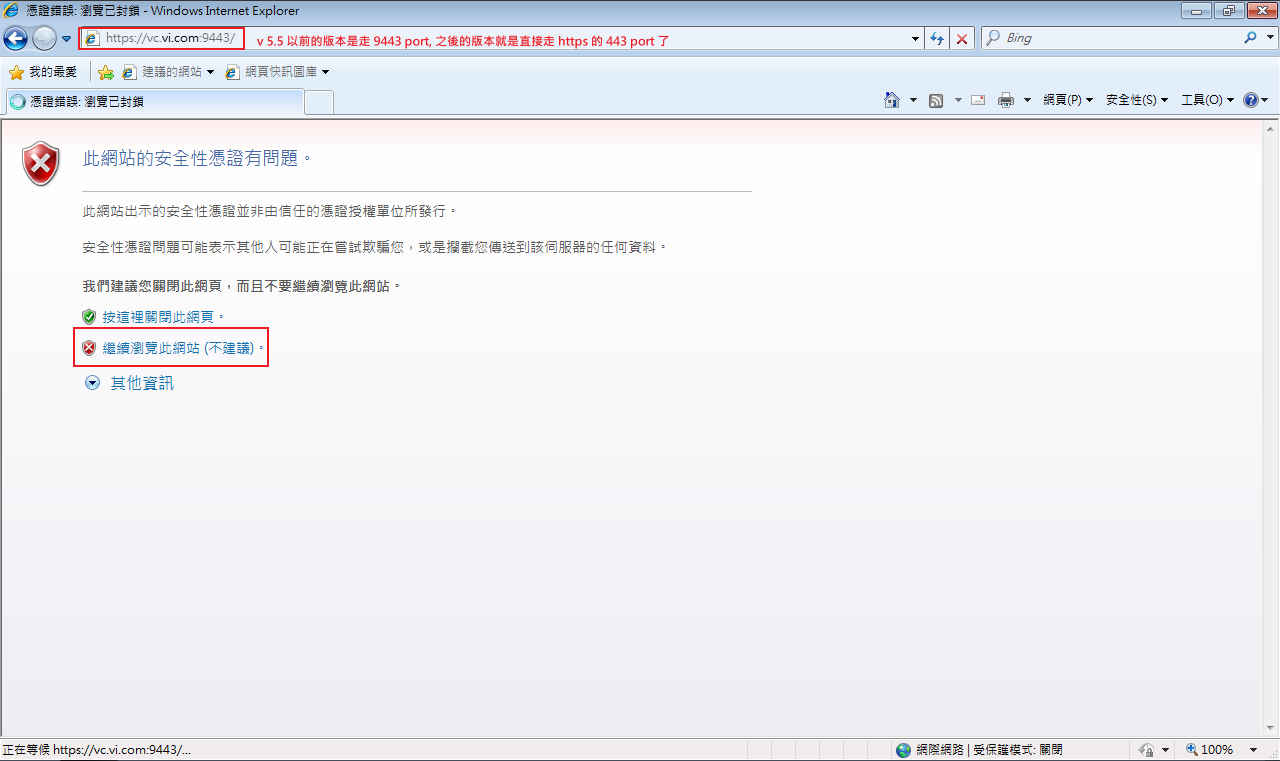 憑證錯誤: 瀏覽已封鎖 - Windows Internet Explorer
https://vc.vi.com:9443/
v 5.5 以前的版本是走 9443 port, 之後的版本就是直接走 https 的 443 port 了
Bing
我的最愛
建議的網站
網頁快訊圖庫
憑證錯誤: 瀏覽已封鎖
網頁(P)
安全性(S)
工具(O)
此網站的安全性憑證有問題。
此網站出示的安全性憑證並非由信任的憑證授權單位所發行。
安全性憑證問題可能表示其他人可能正在嘗試欺騙您，或是攔截您傳送到該伺服器的任何資料。
我們建議您關閉此網頁，而且不要繼續瀏覽此網站。
按這裡關閉此網頁。
繼續瀏覽此網站 (不建議)。
其他資訊
正在等候 https://vc.vi.com:9443/...
網際網路 | 受保護模式: 關閉
100%